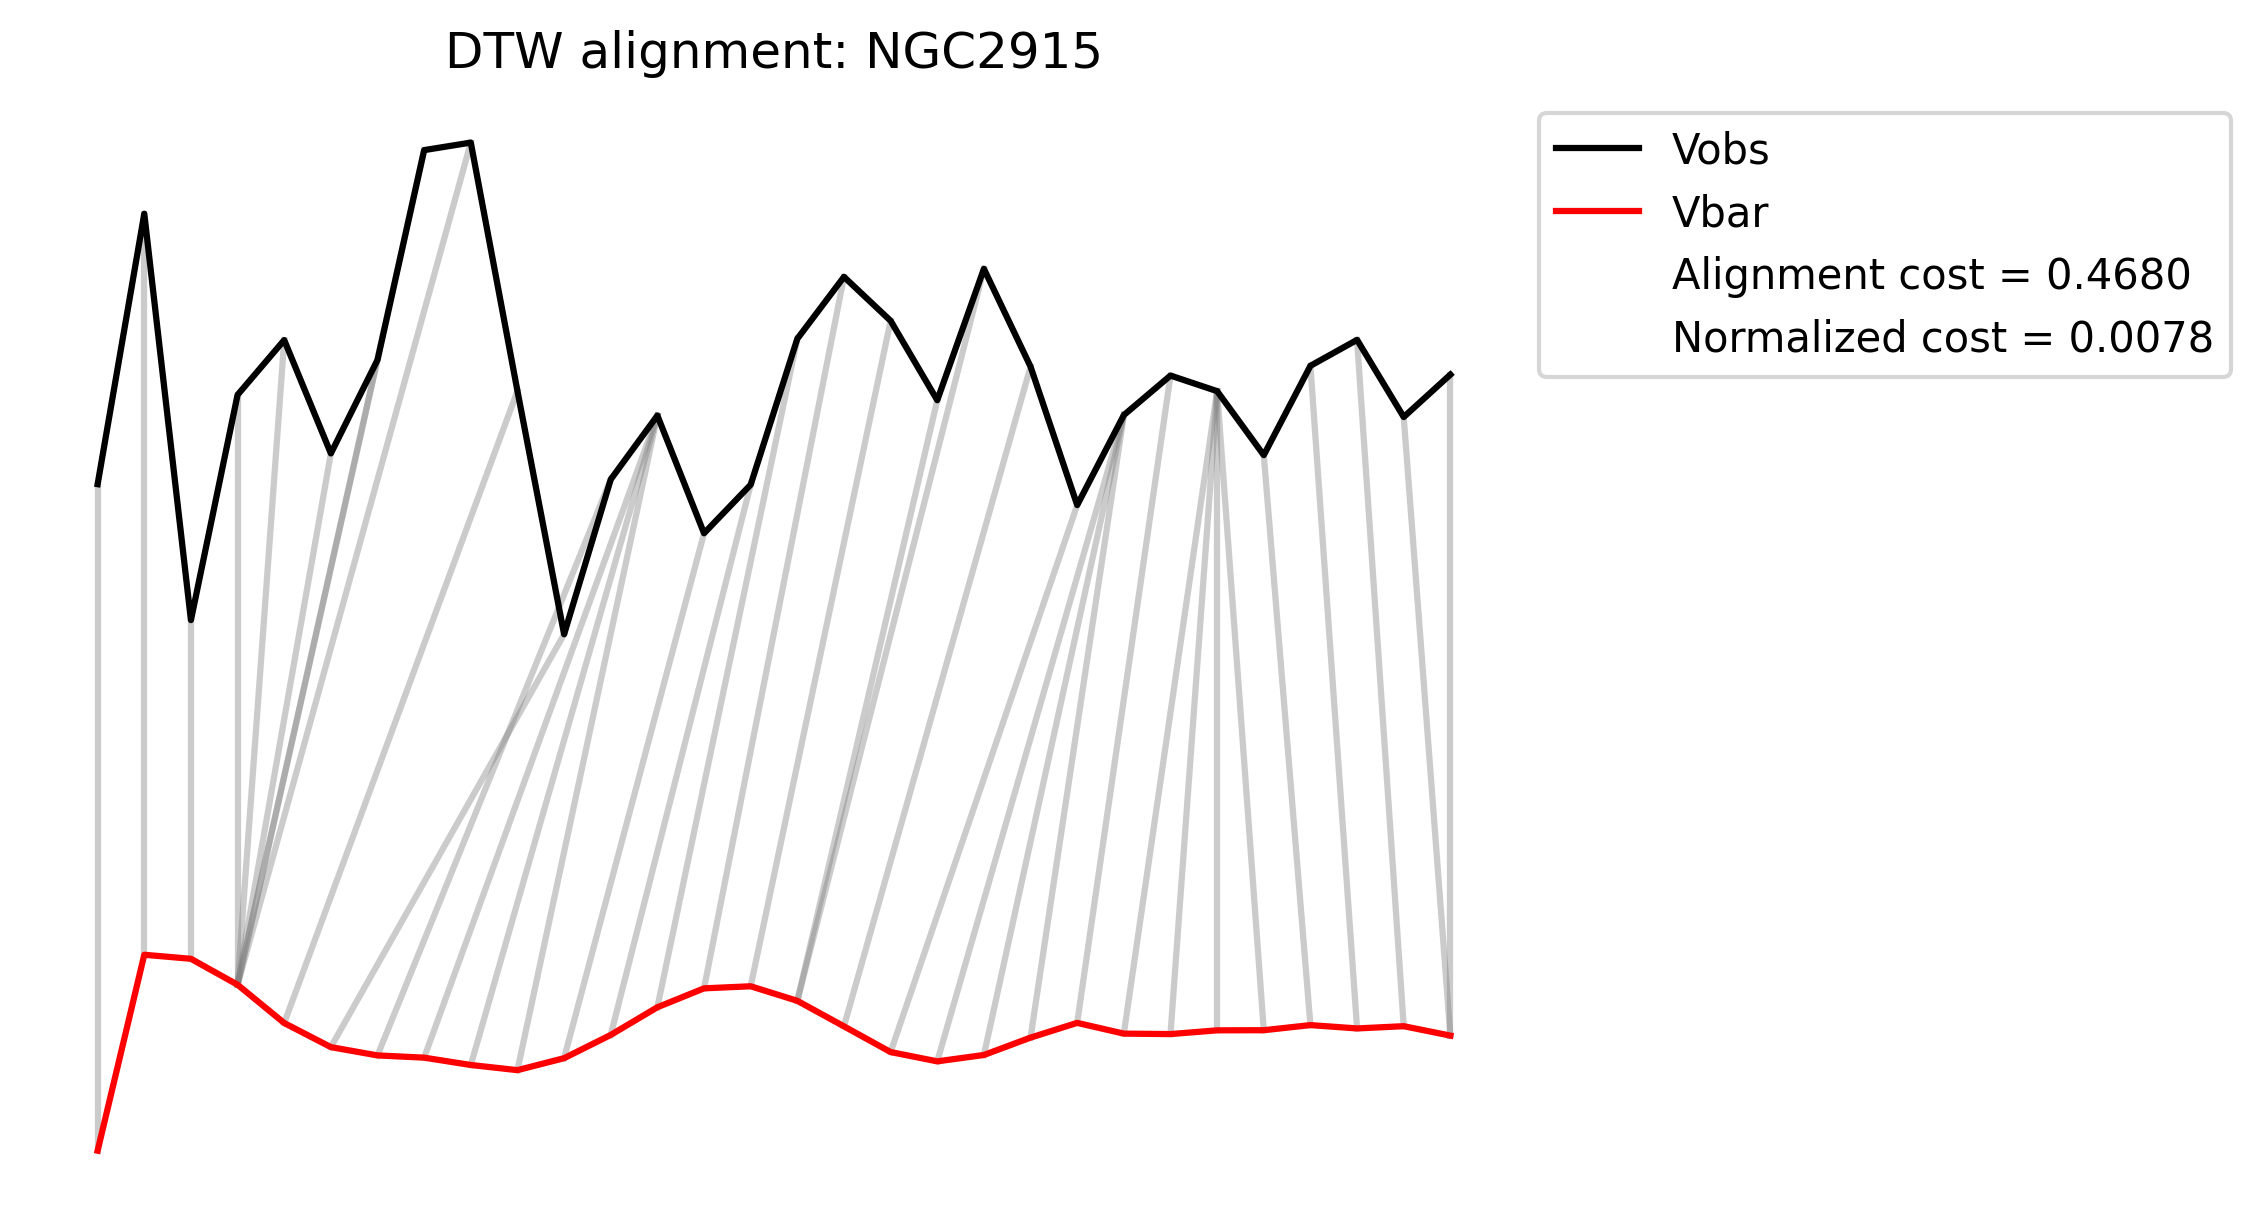 DTW alignment: NGC2915
Vobs
Vbar
Alignment cost = 0.4680
Normalized cost = 0.0078